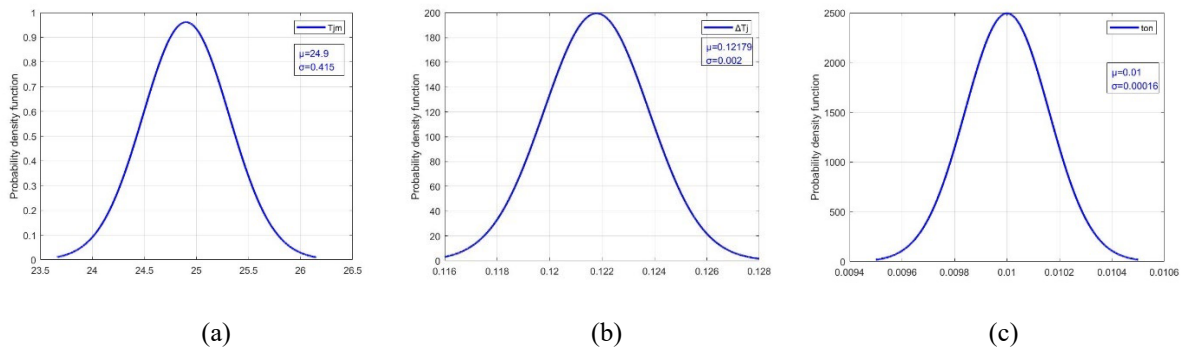 Probability density function
1
0.9
0.8
0.7
0.6
0.5
0.4
0.3
0.2
0.1
0
23.5 24 24.5 25 25.5 26 26.5
Tjm
μ=24.9
σ=0.415
(a)
Probability density function
200
180
160
140
120
100
80
60
40
20
0
0.116 0.118 0.12 0.122 0.124 0.126 0.128
ΔTj
μ=0.12179
σ=0.002
(b)
Probability density function
2500
2000
1500
1000
500
0
0.0094 0.0096 0.0098 0.01 0.0102 0.0104 0.0106
ton
μ=0.01
σ=0.00016
(c)